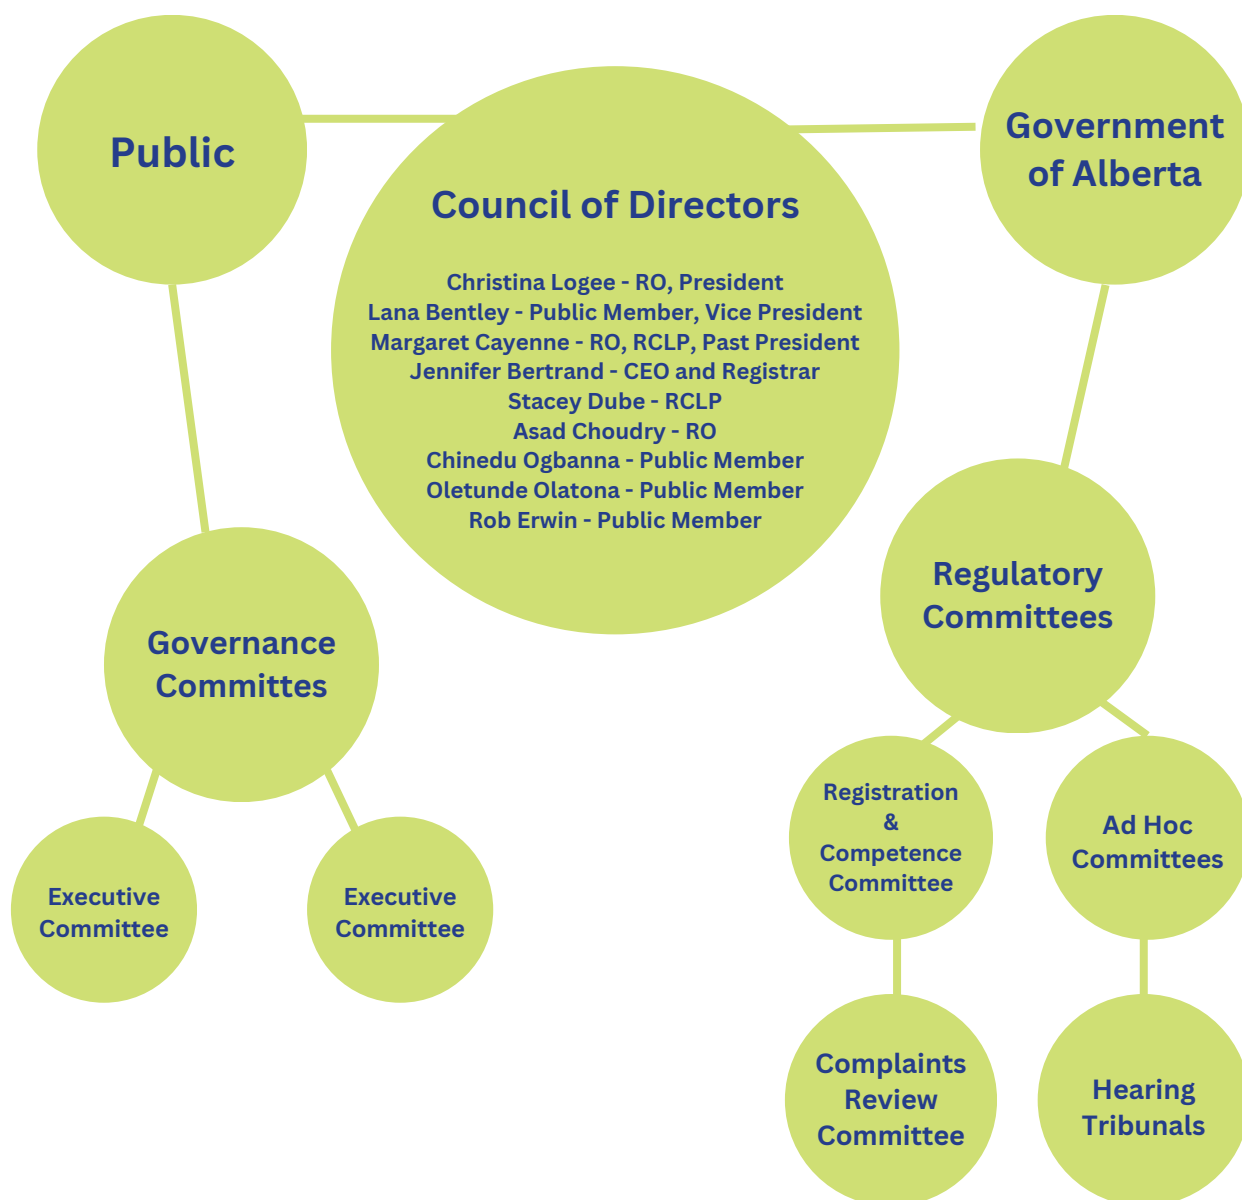 Public
Council of Directors
Christina Logee - RO, President
Lana Bentley - Public Member, Vice President
Margaret Cayenne - RO, RCLP, Past President
Jennifer Bertrand - CEO and Registrar
Stacey Dube - RCLP
Asad Choudry - RO
Chinedu Ogbanna - Public Member
Oletunde Olatona - Public Member
Rob Erwin - Public Member
Government
of Alberta
Governance
Committes
Executive
Committee
Executive
Committee
Regulatory
Committees
Registration
&
Competence
Committee
Ad Hoc
Committees
Complaints
Review
Committee
Hearing
Tribunals